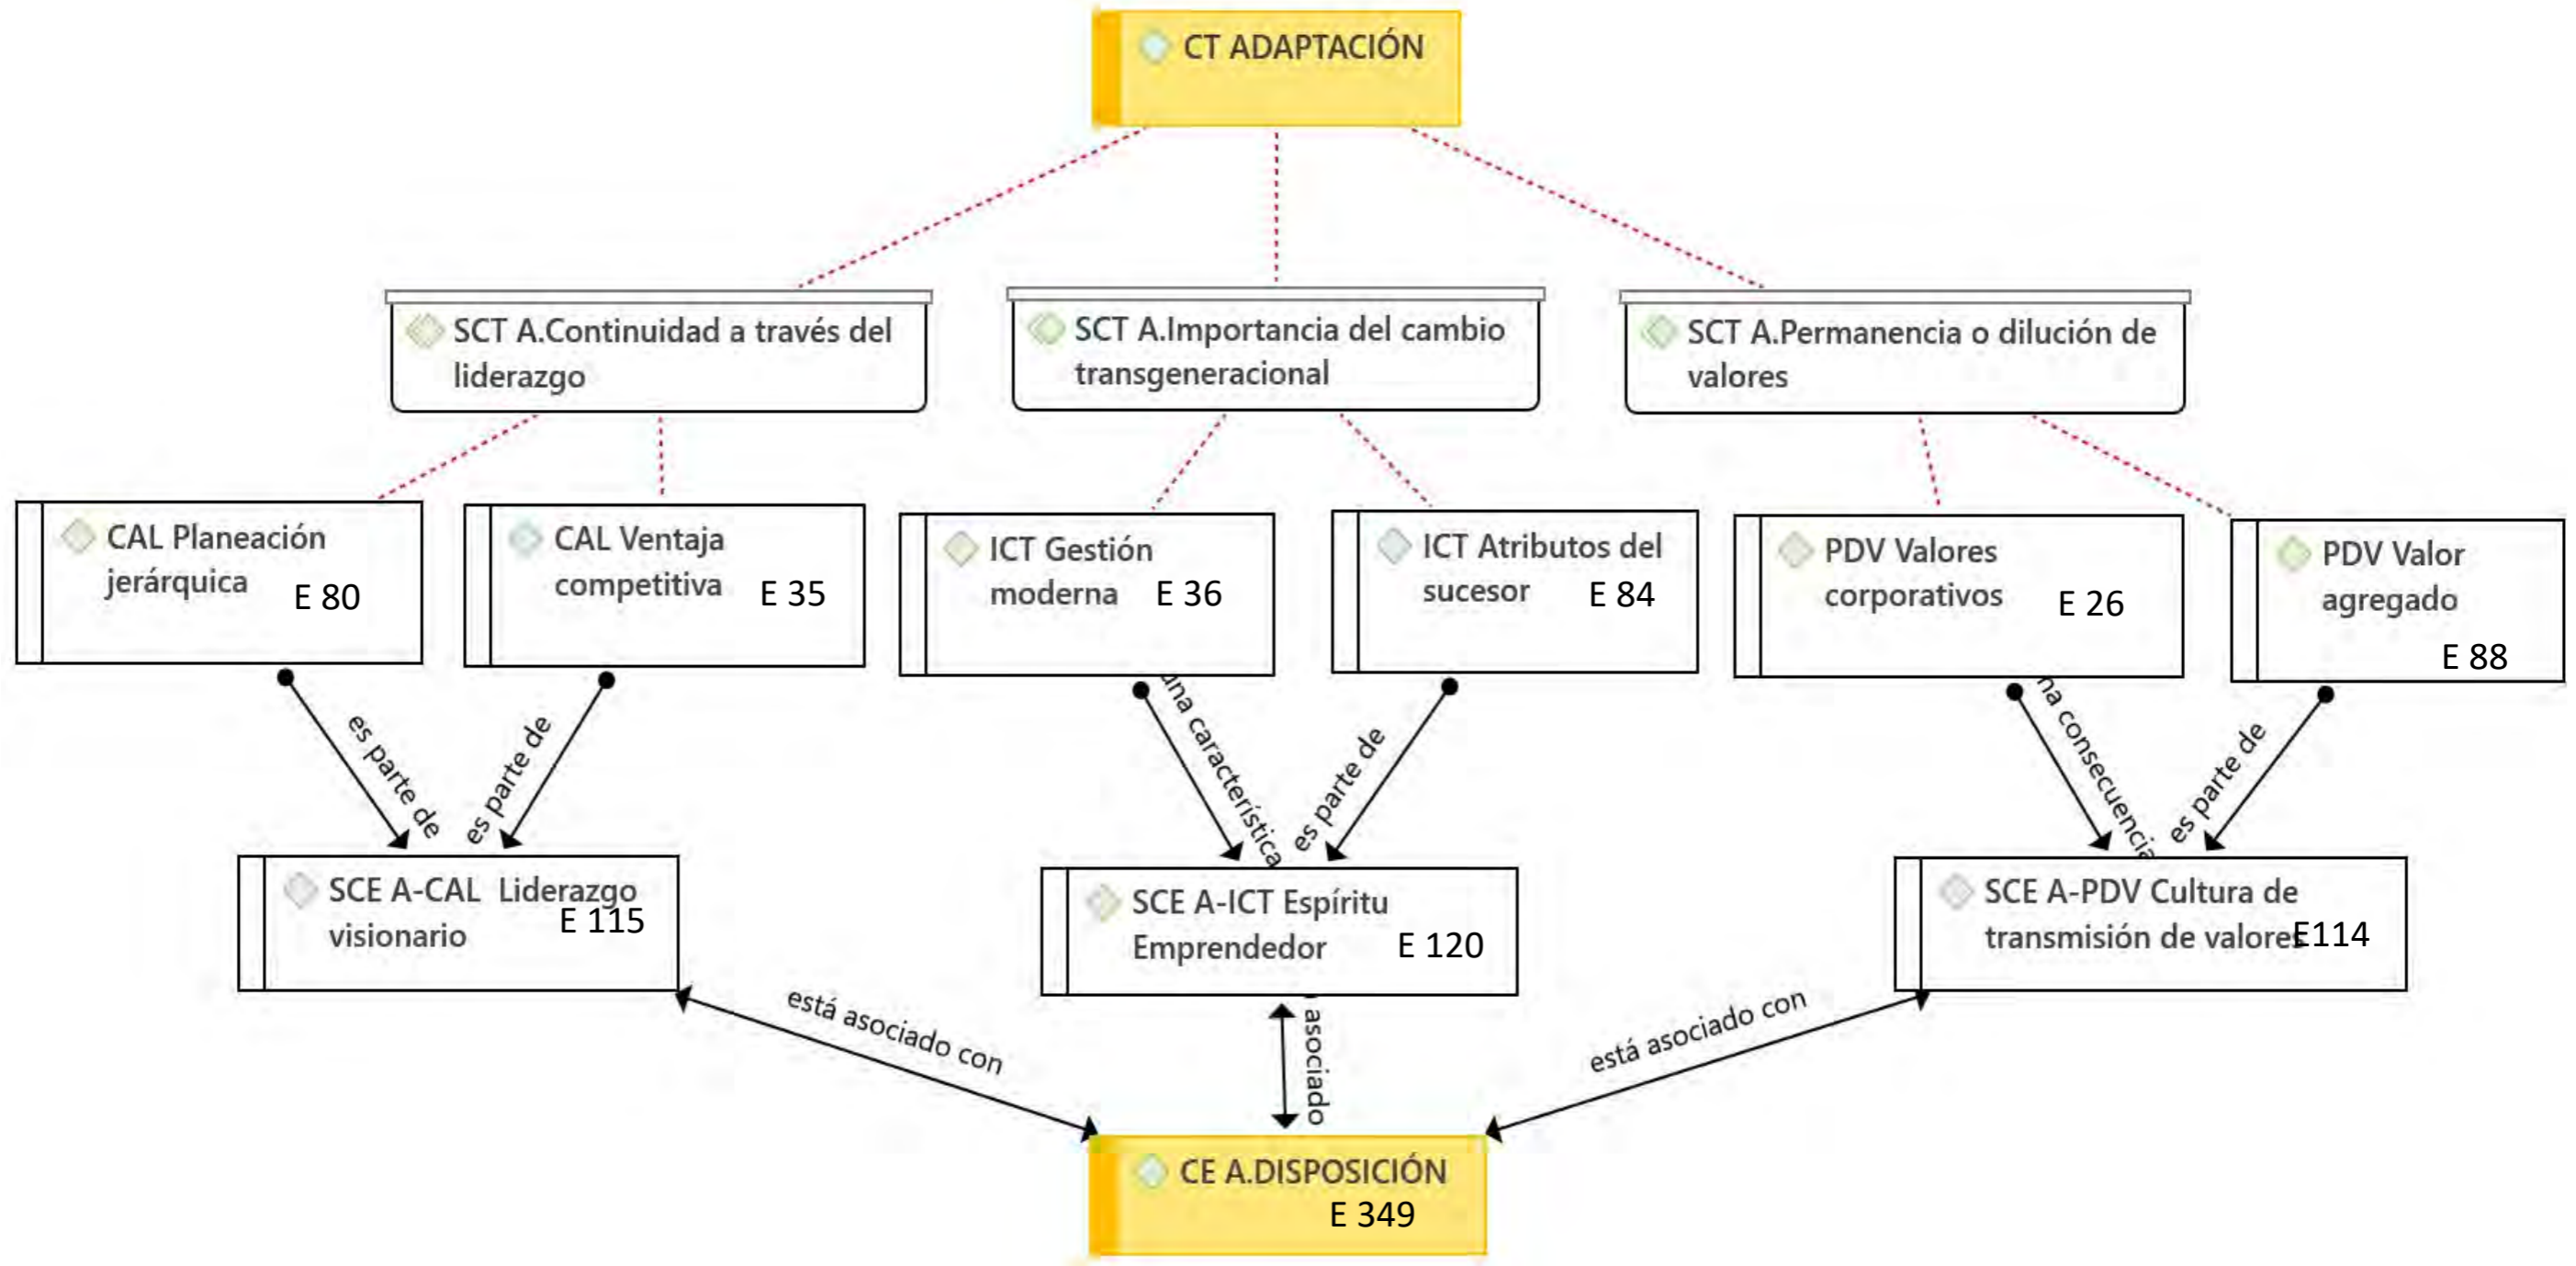 CT ADAPTACIÓN
SCT A.Continuidad a través del
liderazgo
SCT A.Importancia del cambio
transgeneracional
SCT A.Permanencia o dilución de
valores
CAL Planeación
jerárquica E 80
CAL Ventaja
competitiva E 35
ICT Gestión
moderna E 36
ICT Atributos del
sucesor E 84
PDV Valores
corporativos E 26
PDV Valor
agregado
E 88
es parte de
es parte de
una característica
es parte de
na consecuencia
es parte de
SCE A-CAL Liderazgo
visionario E 115
SCE A-ICT Espíritu
Emprendedor E 120
SCE A-PDV Cultura de
transmisión de valores E114
está asociado con
asociado
está asociado con
CE A.DISPOSICIÓN
E 349